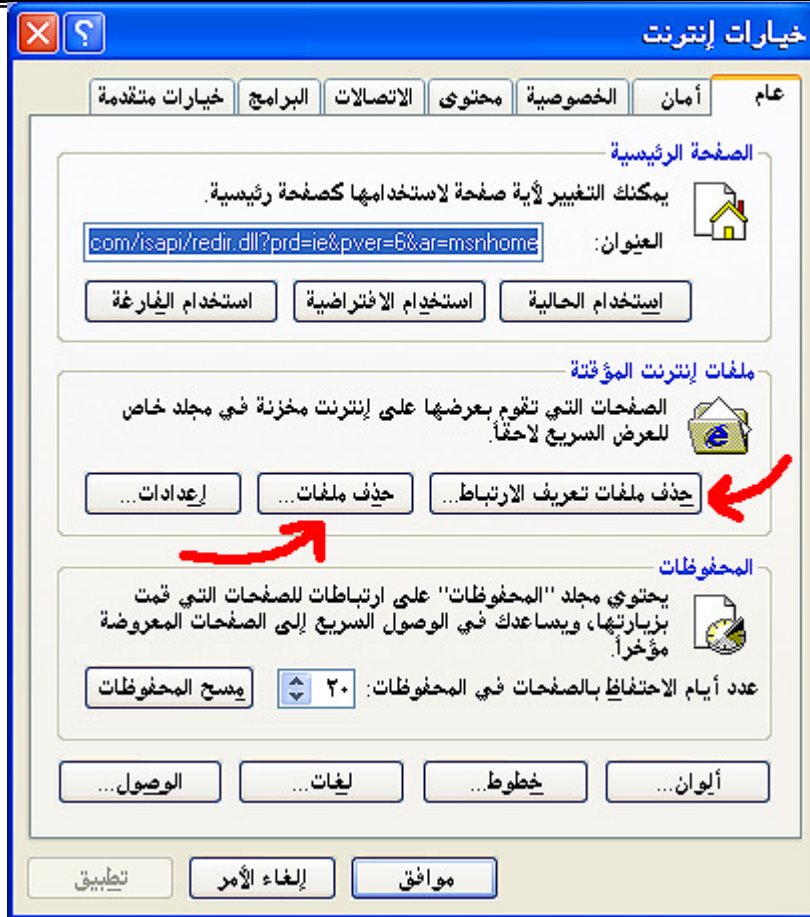 خيارات إنترنت
عام
أمان
الخصوصية
محتوى
الاتصالات
البرامج
خيارات متقدمة
الصفحة الرئيسية
يمكنك التغيير لأية صفحة لاستخدامها كصفحة رئيسية.
العنوان:
com/isapi/redir.dll?prd=ie&pver=6&ar=msnhome
استخدام الحالية
استخدام الافتراضية
استخدام الفارغة
ملفات إنترنت المؤقتة
الصفحات التي تقوم بعرضها على إنترنت مخزنة في مجلد خاص
للعرض السريع لاحقاً.
حذف ملفات تعريف الارتباط...
حذف ملفات...
إعدادات...
المحفوظات
يحتوي مجلد "المحفوظات" على ارتباطات للصفحات التي قمت
بزيارتها، ويساعدك في الوصول السريع إلى الصفحات المعروضة
مؤخراً.
عدد أيام الاحتفاظ بالصفحات في المحفوظات:
٢٠
مسح المحفوظات
ألوان...
خطوط...
لغات...
الوصول...
موافق
إلغاء الأمر
تطبيق